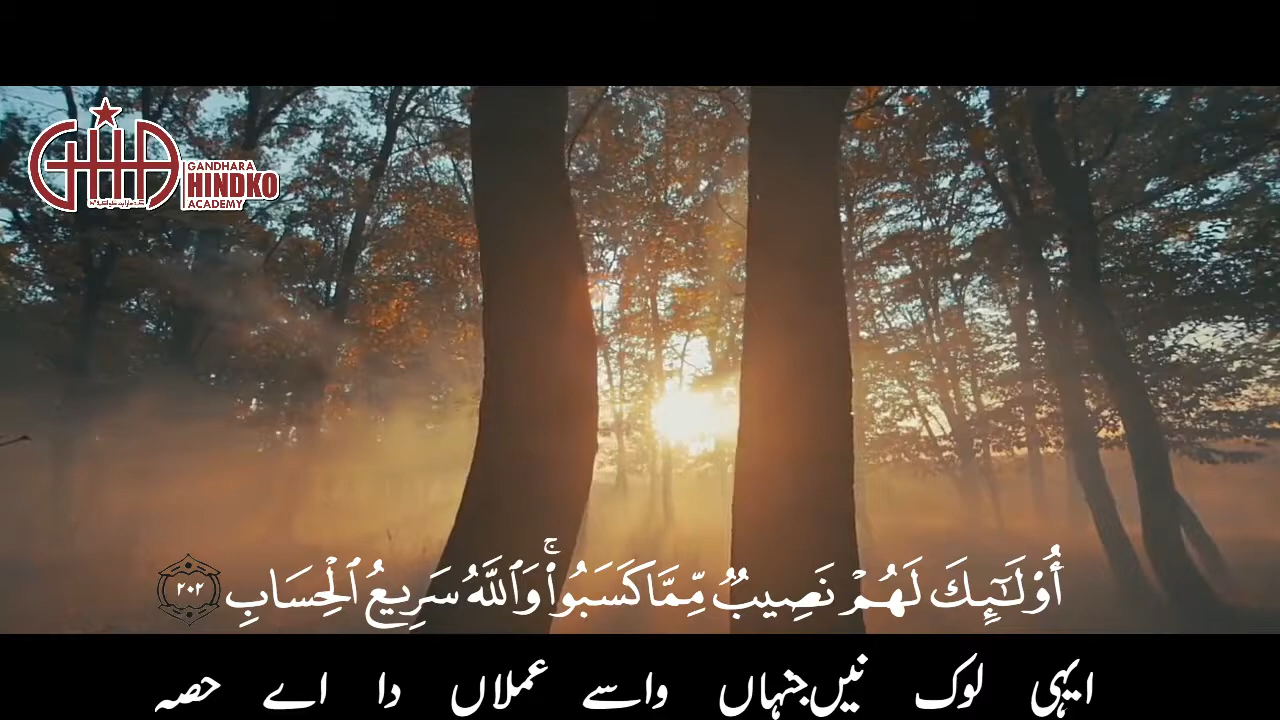 GANDHARA
HINDKO
ACADEMY
أُو۟لَـٰٓئِكَ لَهُمْ نَصِيبٌ مِّمَّا كَسَبُوا۟ ۚ وَٱللَّهُ سَرِيعُ ٱلْحِسَابِ ٢٠٢
ایہی لوک نیں جنہاں واسے عملاں دا اے حصہ